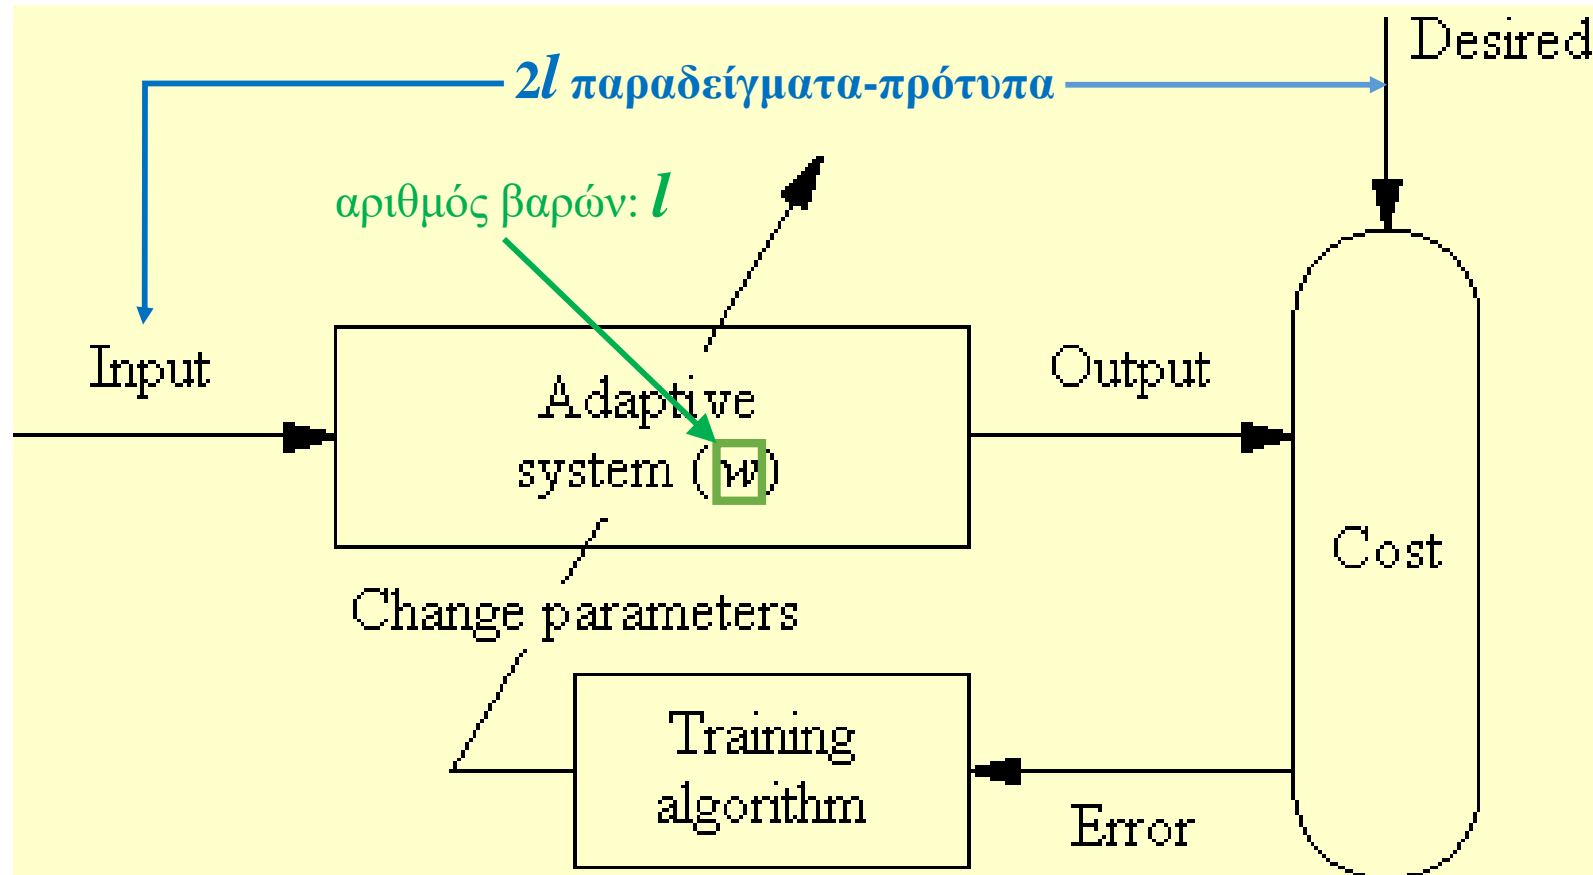 Desired
2l παραδείγματα-πρότυπα
αριθμός βαρών: l
Input
Adaptive
system (w)
Output
Cost
Change parameters
Training
algorithm
Error